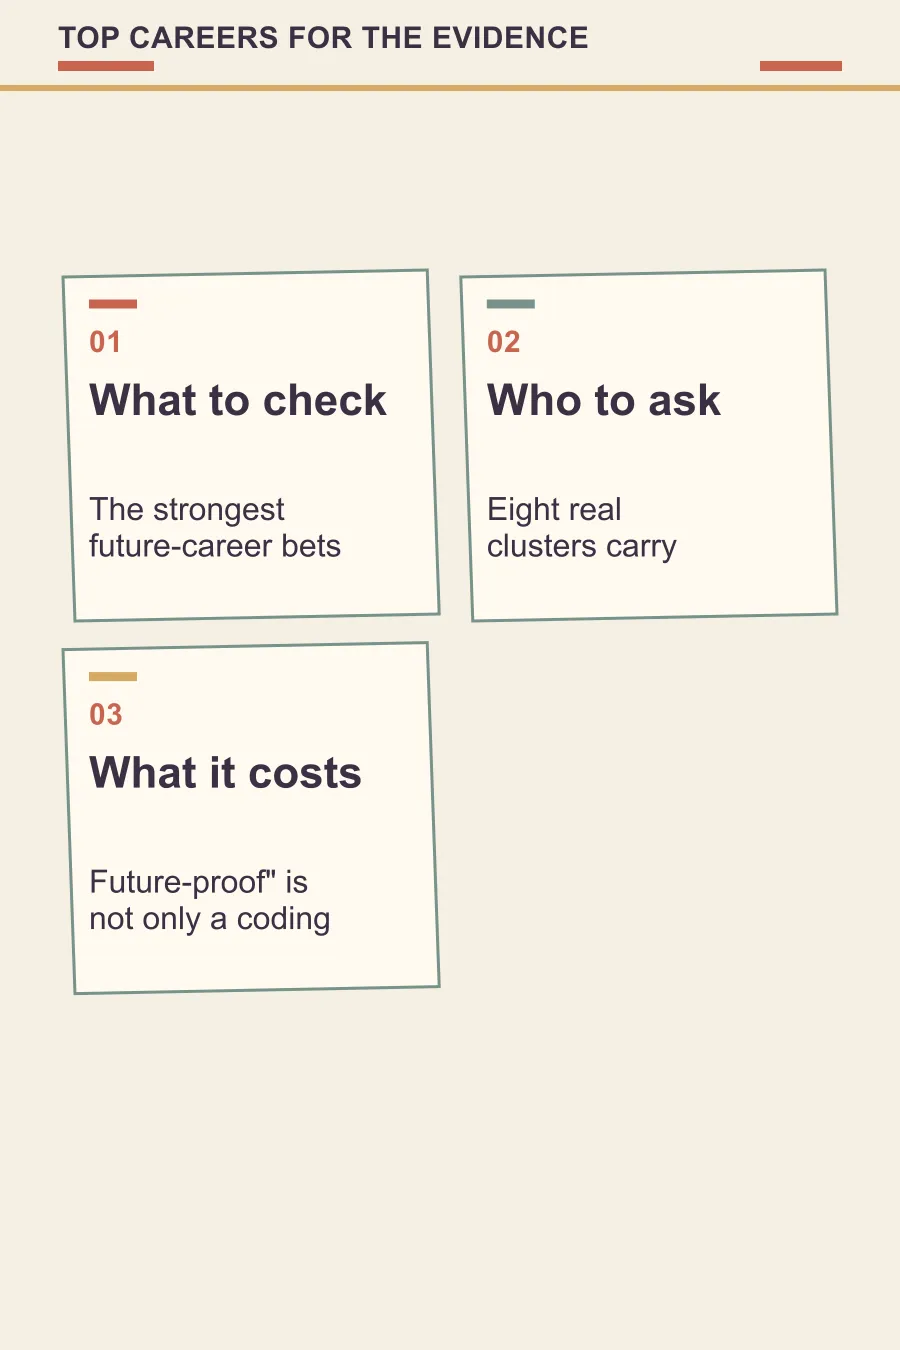 TOP CAREERS FOR THE EVIDENCE
01
What to check
The strongest
future-career bets
02
Who to ask
Eight real
clusters carry
03
What it costs
Future-proof" is
not only a coding